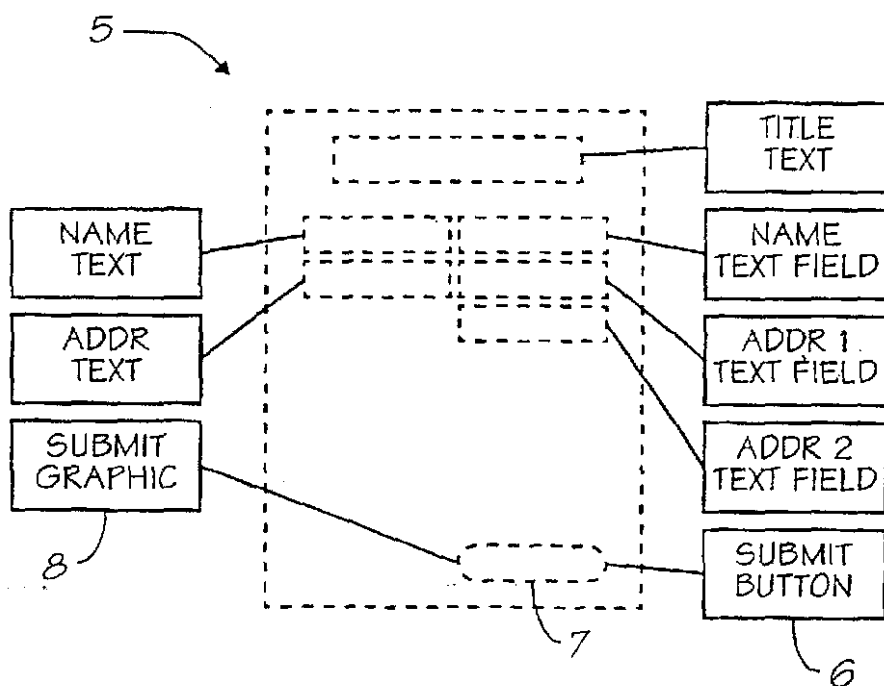 5
TITLE
TEXT
NAME
TEXT
NAME
TEXT FIELD
ADDR
TEXT
ADDR 1
TEXT FIELD
SUBMIT
GRAPHIC
ADDR 2
TEXT FIELD
SUBMIT
BUTTON
8
7
6